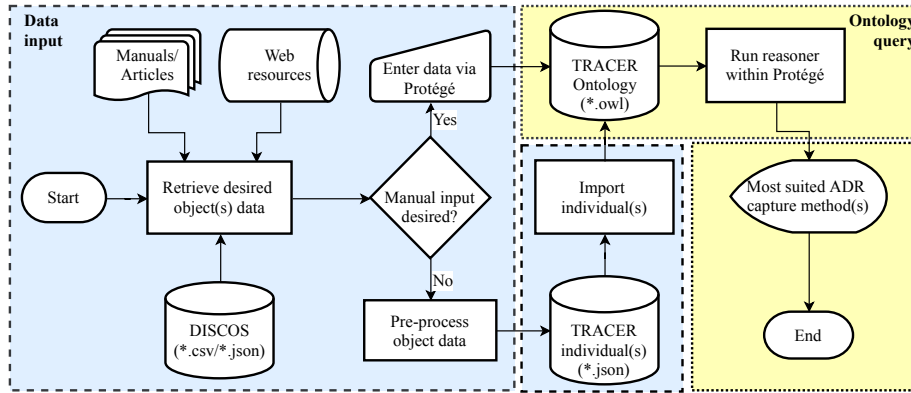 Data
input
Ontology
query
Manuals/
Articles
Web
resources
Enter data via
Protégé
TRACER
Ontology
(*.owl)
Run reasoner
within Protégé
Yes
Start
Retrieve desired
object(s) data
Manual input
desired?
Import
individual(s)
Most suited ADR
capture method(s)
No
DISCOS
(*.csv/*.json)
Pre-process
object data
TRACER
individual(s)
(*.json)
End